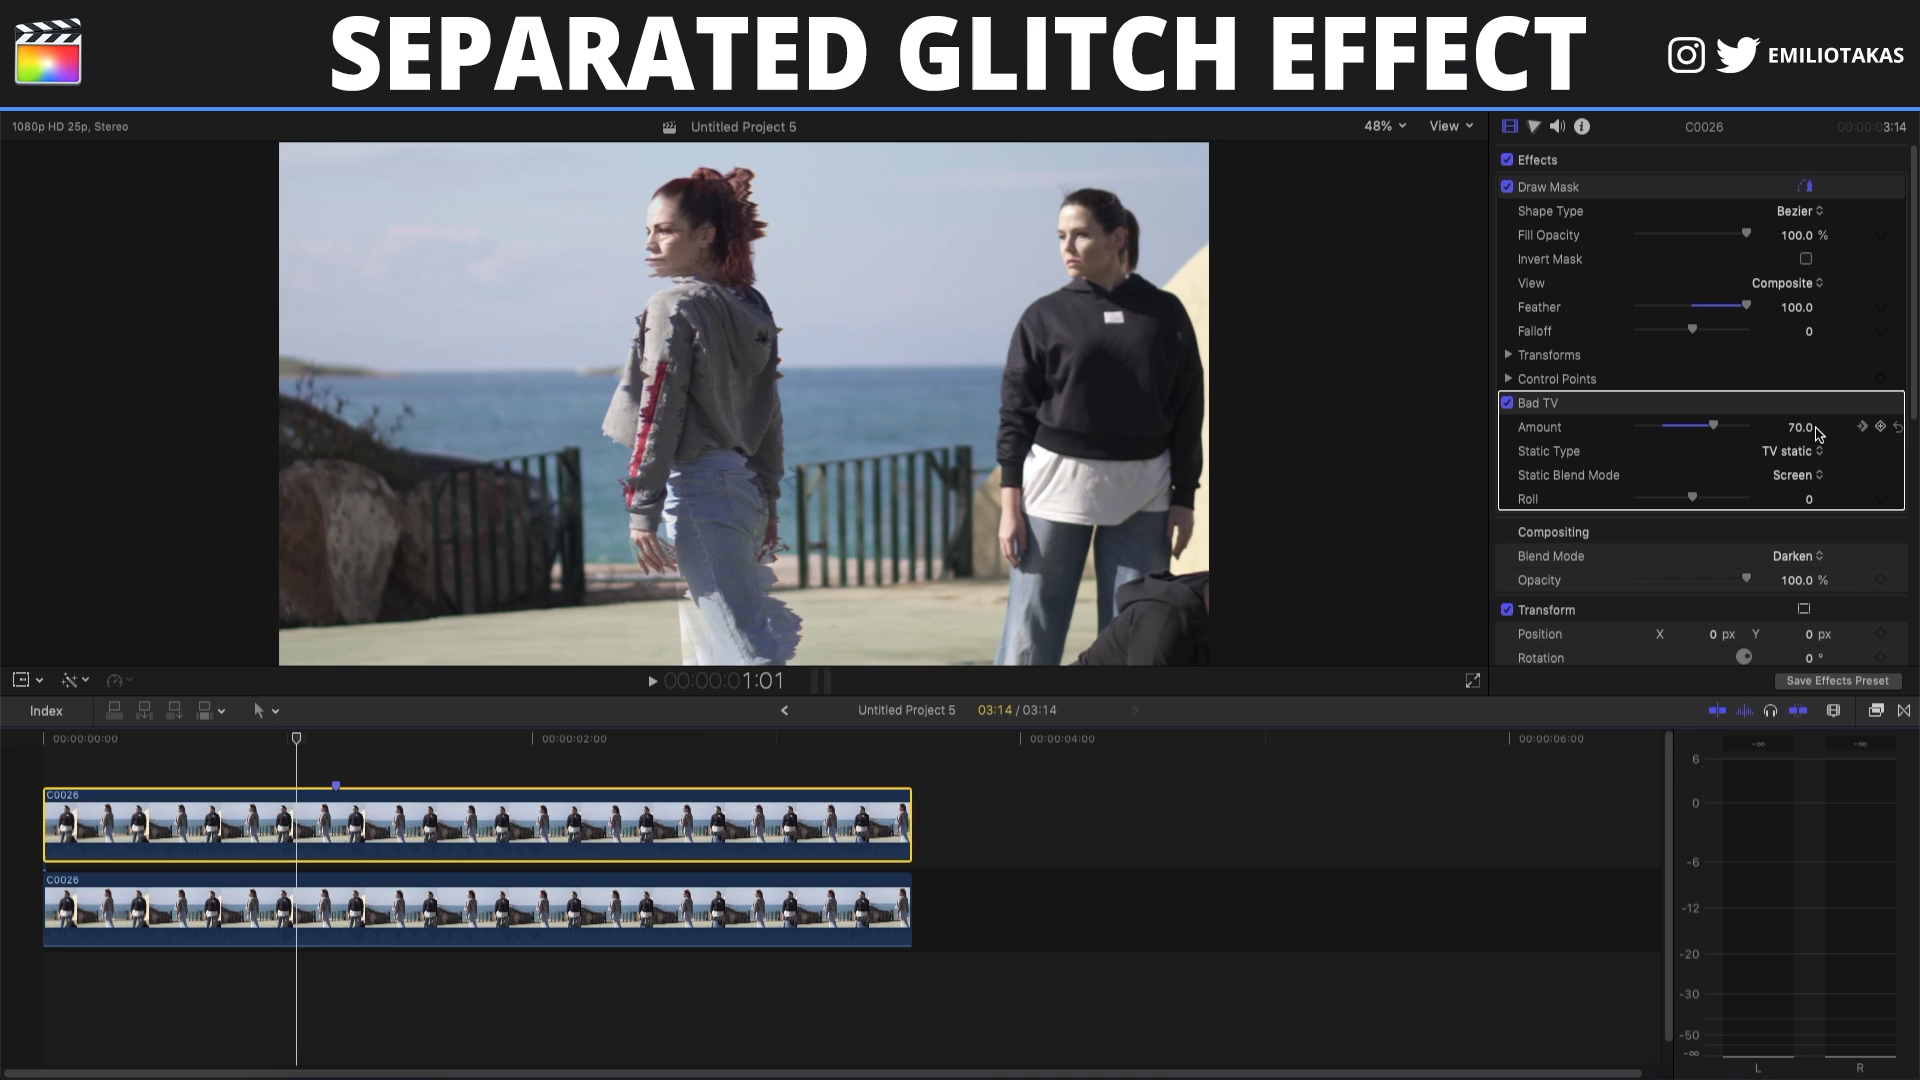 SEPARATED GLITCH EFFECT
EMILIOTAKAS
1080p HD 25p, Stereo
Untitled Project 5
48%
View
C0026
00:00:03:14
Effects
Draw Mask
Shape Type
Bezier
Fill Opacity
100.0 %
Invert Mask
View
Composite
Feather
100.0
Falloff
0
Transforms
Control Points
Bad TV
Amount
70.0
Static Type
TV static
Static Blend Mode
Screen
Roll
0
Compositing
Blend Mode
Darken
Opacity
100.0 %
Transform
Position
X
0 px
Y
0 px
Rotation
0 °
Save Effects Preset
00:00:01:01
Index
Untitled Project 5
03:14 / 03:14
00:00:00:00
00:00:02:00
00:00:04:00
00:00:06:00
C0026
C0026
-∞
-∞
6
0
-6
-12
-20
-30
-50
-∞
L
R